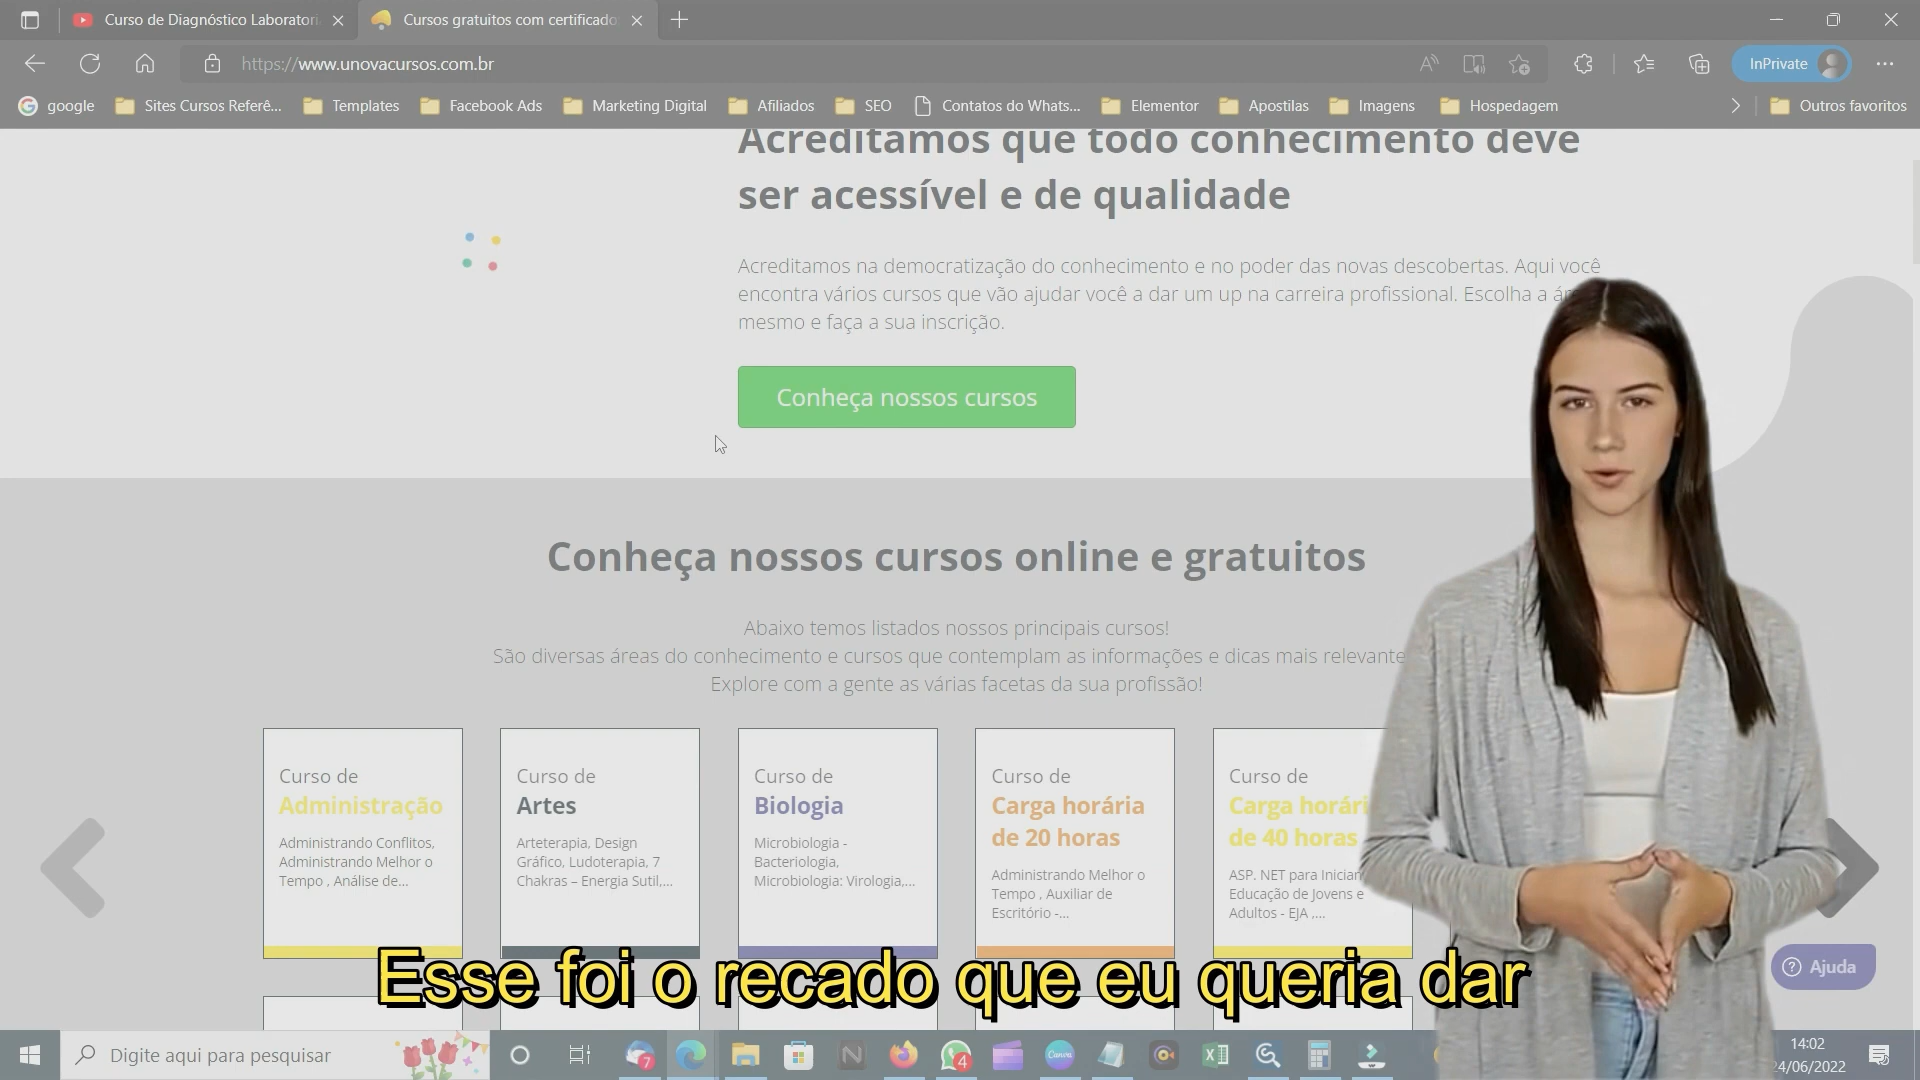 Curso de Diagnóstico Laboratori
Cursos gratuitos com certificado
https://www.unovacursos.com.br
InPrivate
google
Sites Cursos Referê...
Templates
Facebook Ads
Marketing Digital
Afiliados
SEO
Contatos do Whats...
Elementor
Apostilas
Imagens
Hospedagem
Outros favoritos
Acreditamos que todo conhecimento deve
ser acessível e de qualidade
Acreditamos na democratização do conhecimento e no poder das novas descobertas. Aqui você
encontra vários cursos que vão ajudar você a dar um up na carreira profissional. Escolha a
mesmo e faça a sua inscrição.
Conheça nossos cursos
Conheça nossos cursos online e gratuitos
Abaixo temos listados nossos principais cursos!
São diversas áreas do conhecimento e cursos que contemplam as informações e dicas mais relevante
Explore com a gente as várias facetas da sua profissão!
Curso de
Administração
Administrando Conflitos,
Administrando Melhor o
Tempo , Análise de...
Curso de
Artes
Arteterapia, Design
Gráfico, Ludoterapia, 7
Chakras – Energia Sutil,...
Curso de
Biologia
Microbiologia -
Bacteriologia,
Microbiologia: Virologia,...
Curso de
Carga horária
de 20 horas
Administrando Melhor o
Tempo , Auxiliar de
Escritório -...
Curso de
Carga horári
de 40 horas
ASP. NET para Inician
Educação de Jovens e
Adultos - EJA ,...
Ajuda
Esse foi o recado que eu queria dar
Digite aqui para pesquisar
7
4
Canva
14:02
4/06/2022